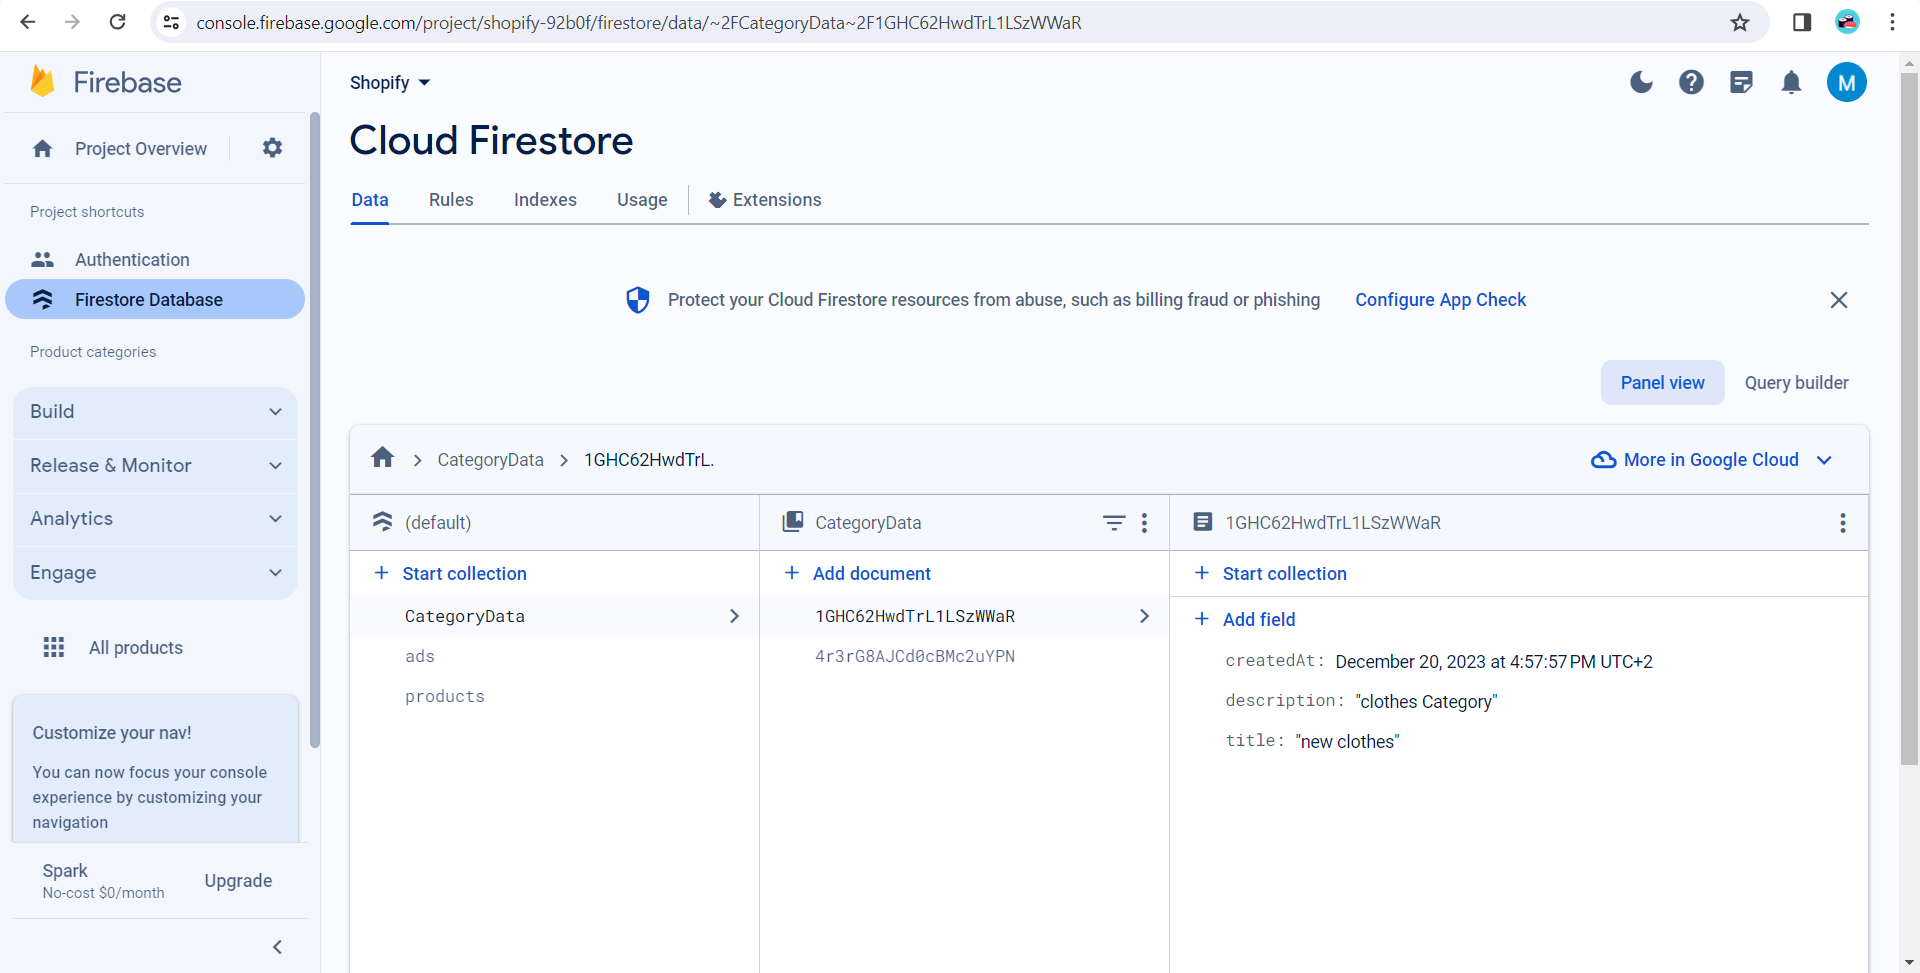 console.firebase.google.com/project/shopify-92b0f/firestore/data/~2FCategoryData~2F1GHC62HwdTrL1LSzWWaR
Firebase
Project Overview
Project shortcuts
Authentication
Firestore Database
Product categories
Build
Release & Monitor
Analytics
Engage
All products
Customize your nav!
You can now focus your console
experience by customizing your
navigation
Spark
No-cost $0/month
Upgrade
Shopify
M
Cloud Firestore
Data
Rules
Indexes
Usage
Extensions
Protect your Cloud Firestore resources from abuse, such as billing fraud or phishing
Configure App Check
Panel view
Query builder
CategoryData
1GHC62HwdTrL.
More in Google Cloud
(default)
Start collection
CategoryData
ads
products
CategoryData
Add document
1GHC62HwdTrL1LSzWWaR
4r3rG8AJCd0cBMc2uYPN
1GHC62HwdTrL1LSzWWaR
Start collection
Add field
createdAt: December 20, 2023 at 4:57:57 PM UTC+2
description: "clothes Category"
title: "new clothes"